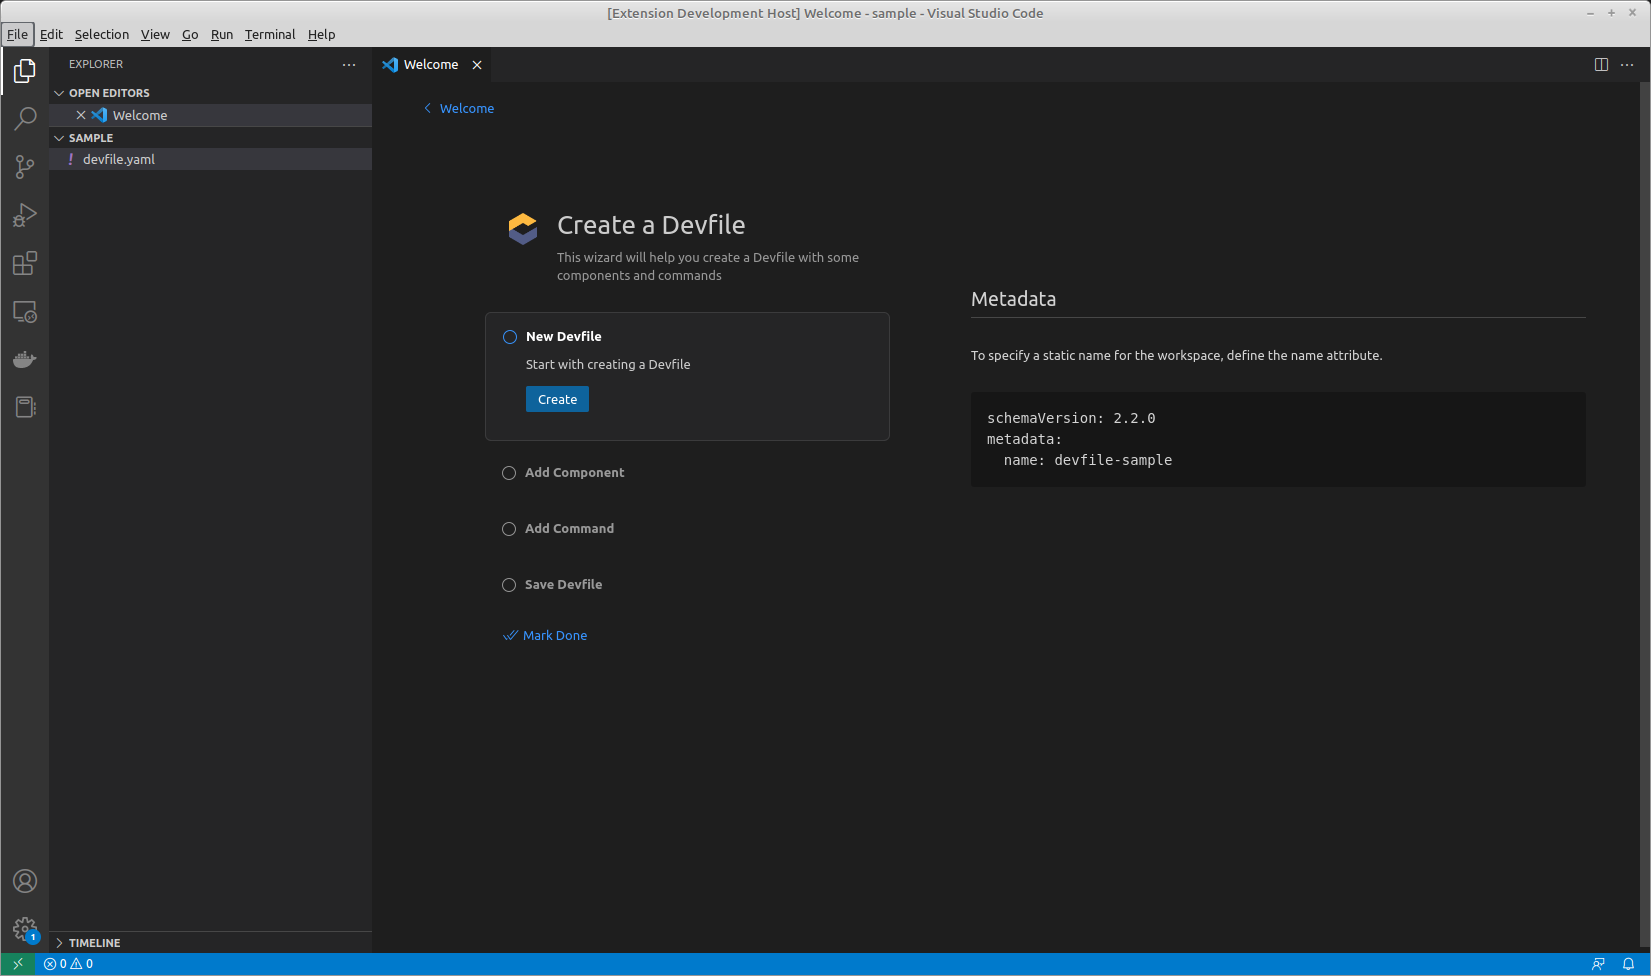 [Extension Development Host] Welcome - sample - Visual Studio Code
File Edit Selection View Go Run Terminal Help
EXPLORER
Welcome
OPEN EDITORS
Welcome
SAMPLE
! devfile.yaml
Welcome
Create a Devfile
This wizard will help you create a Devfile with some
components and commands
New Devfile
Start with creating a Devfile
Create
Add Component
Add Command
Save Devfile
Mark Done
Metadata
To specify a static name for the workspace, define the name attribute.
schemaVersion: 2.2.0
metadata:
name: devfile-sample
1
TIMELINE
0 0